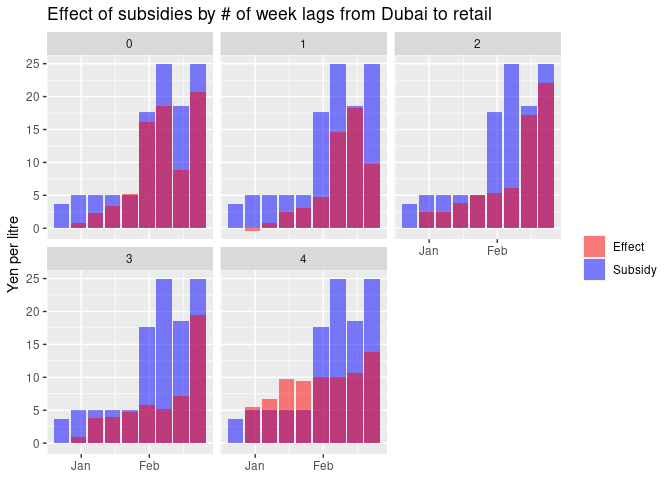 Effect of subsidies by # of week lags from Dubai to retail
0 1 2
25
20
15
10
5
0
Jan Feb
3 4
25
20
15
10
5
0
Jan Feb Jan Feb
Yen per litre
Effect
Subsidy